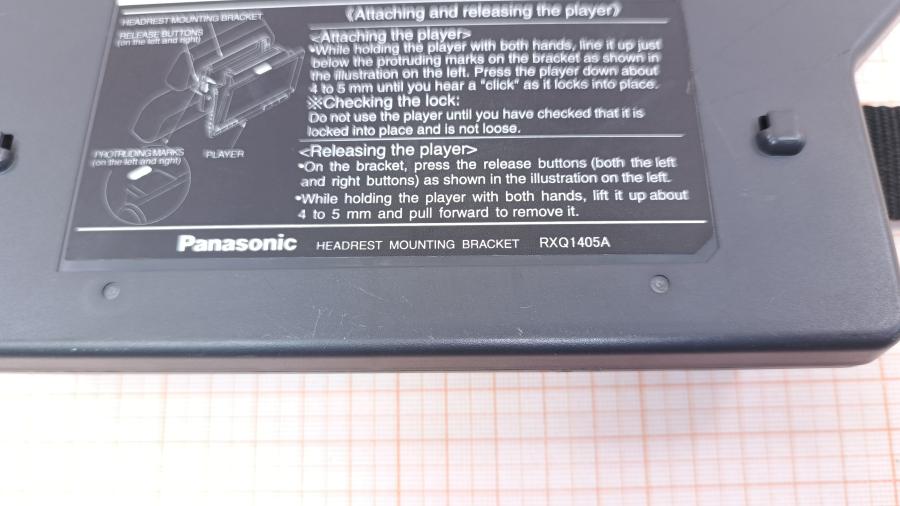 《Attaching and releasing the player》
HEADREST MOUNTING BRACKET
RELEASE BUTTONS
(on the left and right)
PROTRUDING MARKS
(on the left and right)
PLAYER
<Attaching the player>
•While holding the player with both hands, line it up just
below the protruding marks on the bracket as shown in
the illustration on the left. Press the player down about
4 to 5 mm until you hear a "click" as it locks into place.
※Checking the lock:
Do not use the player until you have checked that it is
locked into place and is not loose.
<Releasing the player>
•On the bracket, press the release buttons (both the left
and right buttons) as shown in the illustration on the left.
•While holding the player with both hands, lift it up about
4 to 5 mm and pull forward to remove it.
Panasonic HEADREST MOUNTING BRACKET RXQ1405A